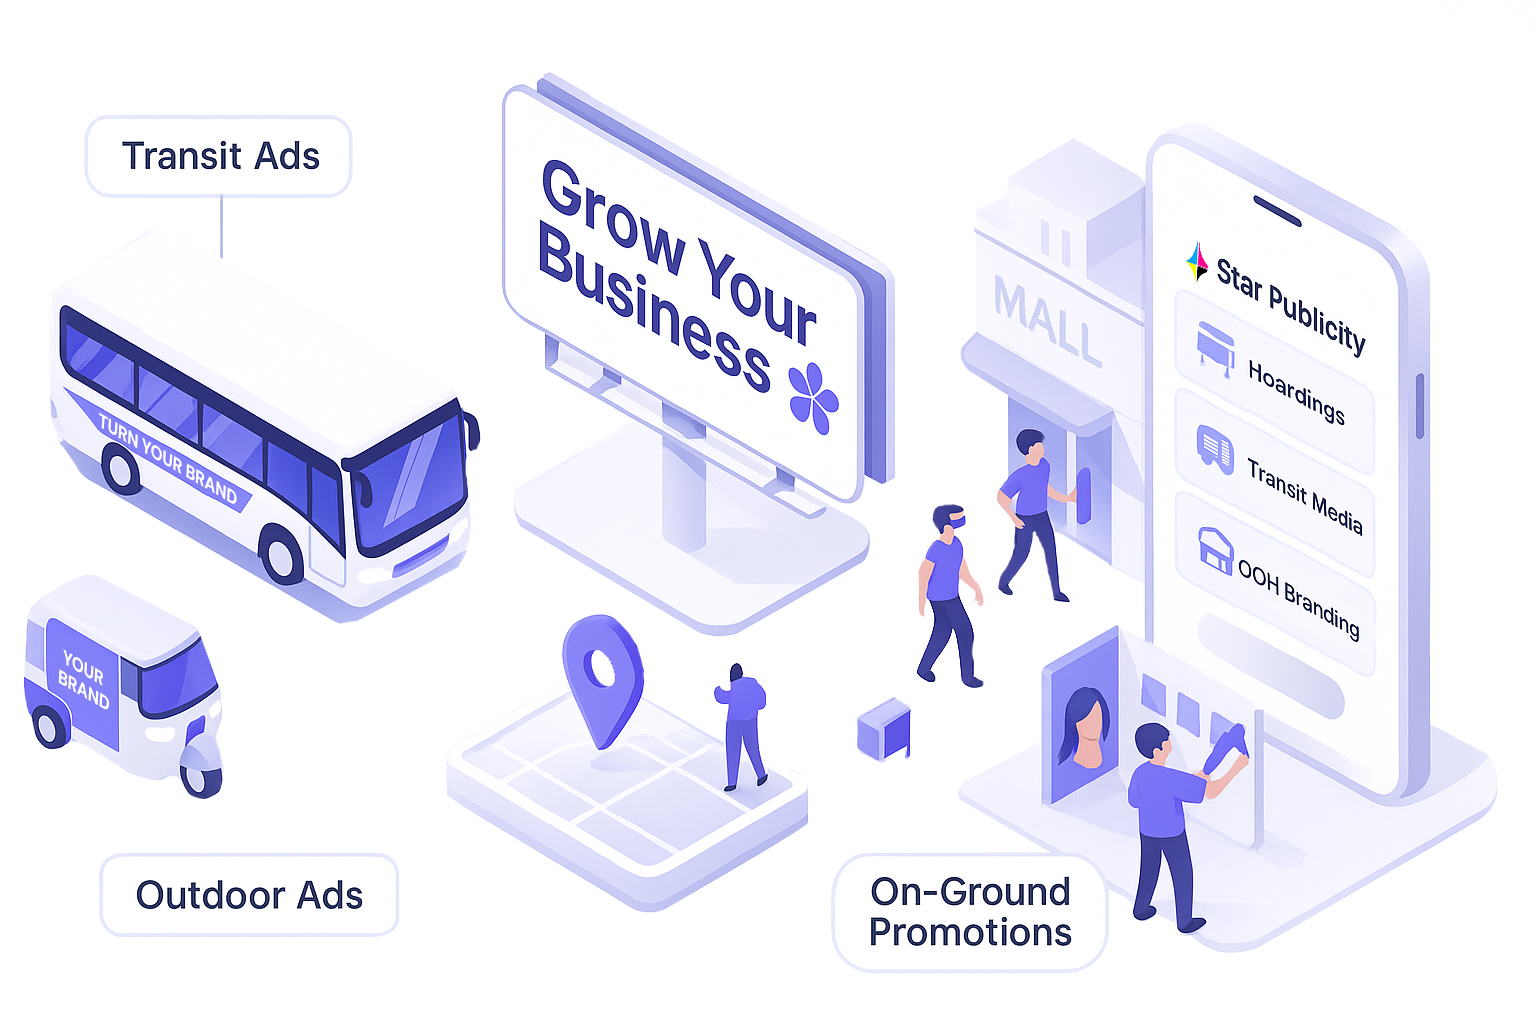 Transit Ads
Grow Your
Business
MALL
Star Publicity
Hoardings
Transit Media
OOH Branding
TURN YOUR BRAND
YOUR
BRAND
Outdoor Ads
On-Ground
Promotions